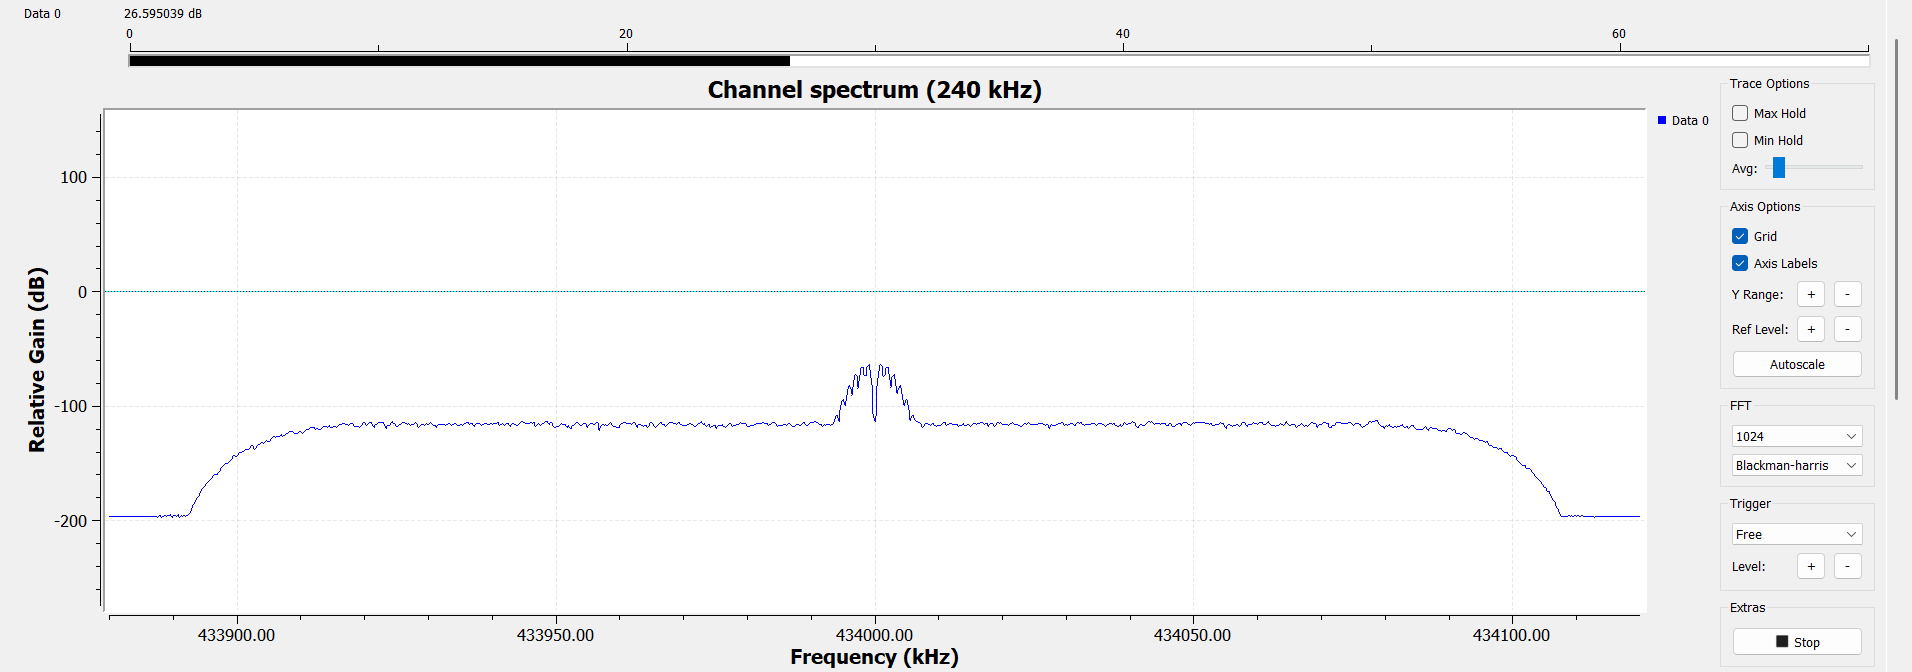 Data 0 26.595039 dB
0 20 40 60
Channel spectrum (240 kHz)
Data 0
Relative Gain (dB)
100
0
-100
-200
433900.00 433950.00 434000.00 434050.00 434100.00
Frequency (kHz)
Trace Options
Max Hold
Min Hold
Avg:
Axis Options
Grid
Axis Labels
Y Range: + -
Ref Level: + -
Autoscale
FFT
1024
Blackman-harris
Trigger
Free
Level: + -
Extras
Stop